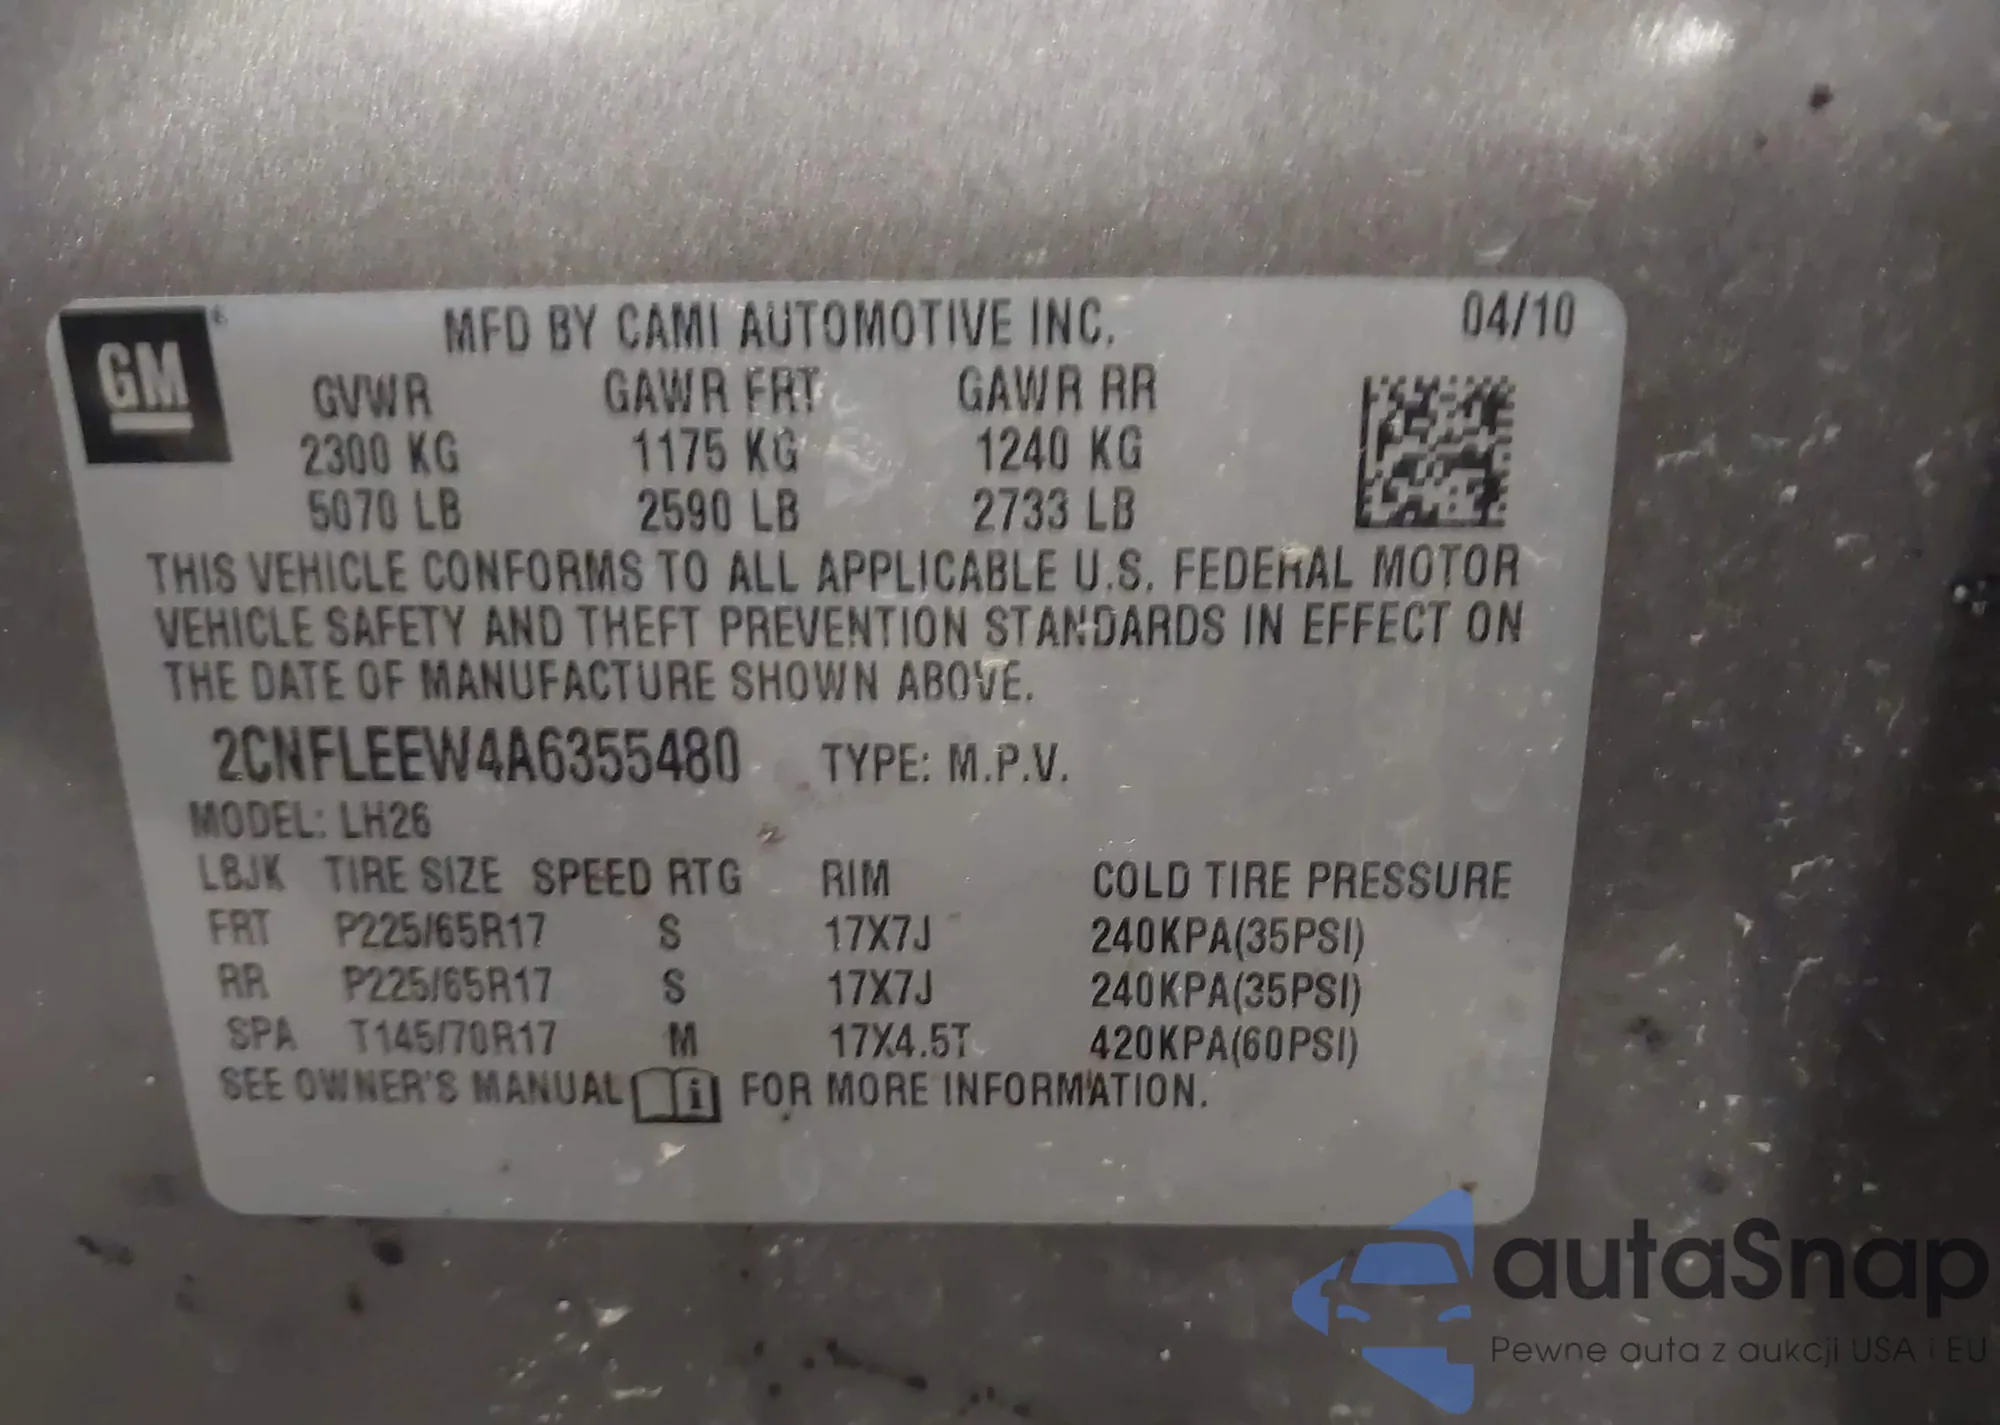 GM
MFD BY CAMI AUTOMOTIVE INC. 04/10
GVWR GAWR FRT GAWR RR
2300 KG 1175 KG 1240 KG
5070 LB 2590 LB 2733 LB
THIS VEHICLE CONFORMS TO ALL APPLICABLE U.S. FEDERAL MOTOR
VEHICLE SAFETY AND THEFT PREVENTION STANDARDS IN EFFECT ON
THE DATE OF MANUFACTURE SHOWN ABOVE.
2CNFLEEW4A6355480 TYPE: M.P.V.
MODEL: LH26
LBJK TIRE SIZE SPEED RTG RIM COLD TIRE PRESSURE
FRT P225/65R17 S 17X7J 240KPA(35PSI)
RR P225/65R17 S 17X7J 240KPA(35PSI)
SPA T145/70R17 M 17X4.5T 420KPA(60PSI)
SEE OWNER'S MANUAL i FOR MORE INFORMATION.
autaSnap
Pewne auta z aukcji USA i EU